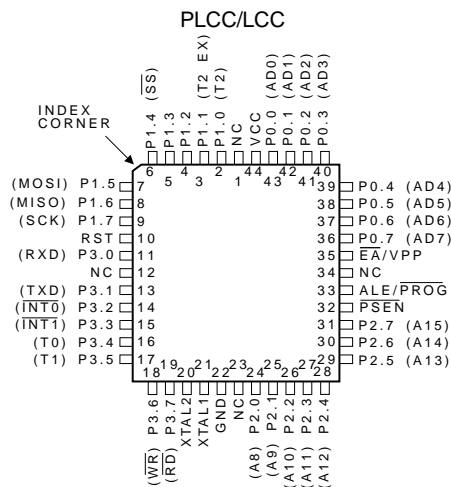 PLCC/LCC
INDEX
CORNER
P1.4 (SS)
P1.3
P1.2
P1.1 (T2 EX)
P1.0 (T2)
NC
VCC
P0.0 (AD0)
P0.1 (AD1)
P0.2 (AD2)
P0.3 (AD3)
6
5
4
3
2
1
44
43
42
41
40
(MOSI) P1.5 7
(MISO) P1.6 8
(SCK) P1.7 9
RST 10
(RXD) P3.0 11
NC 12
(TXD) P3.1 13
(INT0) P3.2 14
(INT1) P3.3 15
(T0) P3.4 16
(T1) P3.5 17
39 P0.4 (AD4)
38 P0.5 (AD5)
37 P0.6 (AD6)
36 P0.7 (AD7)
35 EA/VPP
34 NC
33 ALE/PROG
32 PSEN
31 P2.7 (A15)
30 P2.6 (A14)
29 P2.5 (A13)
18
19
20
21
22
23
24
25
26
27
28
(WR) P3.6
(RD) P3.7
XTAL2
XTAL1
GND
NC
(A8) P2.0
(A9) P2.1
(A10) P2.2
(A11) P2.3
(A12) P2.4